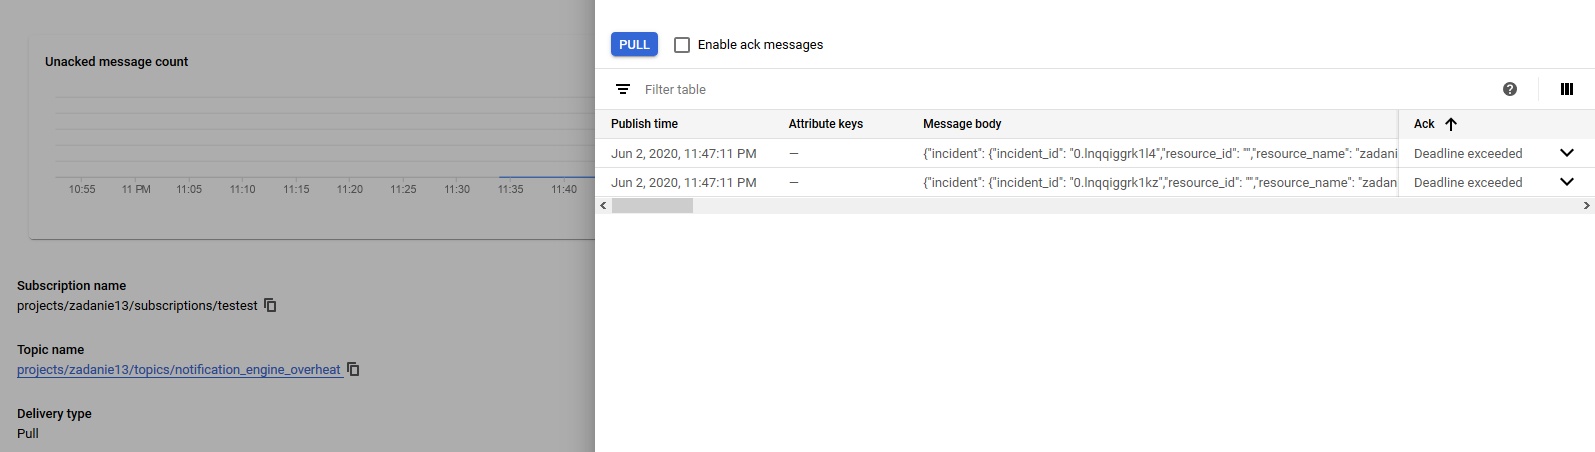 Unacked message count
10:55 11 PM 11:05 11:10 11:15 11:20 11:25 11:30 11:35 11:40
Subscription name
projects/zadanie13/subscriptions/testest
Topic name
projects/zadanie13/topics/notification_engine_overheat
Delivery type
Pull
PULL Enable ack messages
Filter table
Publish time Attribute keys Message body Ack
Jun 2, 2020, 11:47:11 PM — {"incident": {"incident_id": "0.lnqqiggrk1l4","resource_id": "","resource_name": "zadani Deadline exceeded
Jun 2, 2020, 11:47:11 PM — {"incident": {"incident_id": "0.lnqqiggrk1kz","resource_id": "","resource_name": "zadan Deadline exceeded